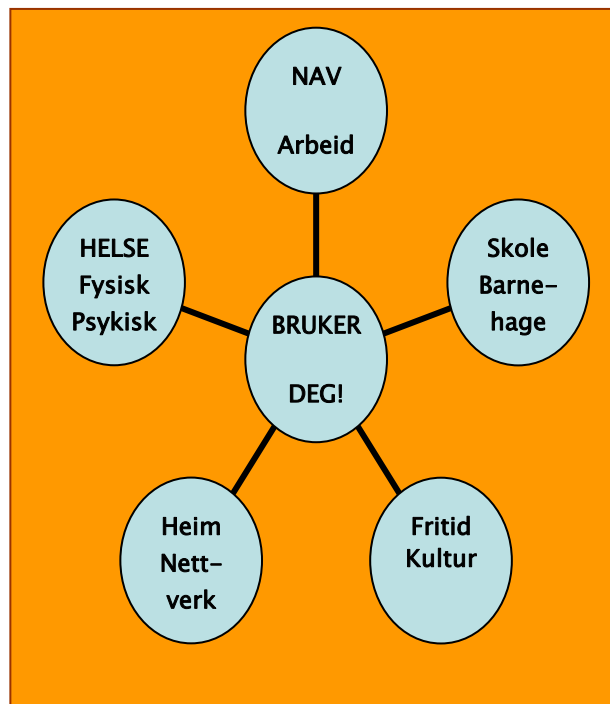 NAV
Arbeid
HELSE
Fysisk
Psykisk
Skole
Barne-
hage
BRUKER
DEG!
Heim
Nett-
verk
Fritid
Kultur